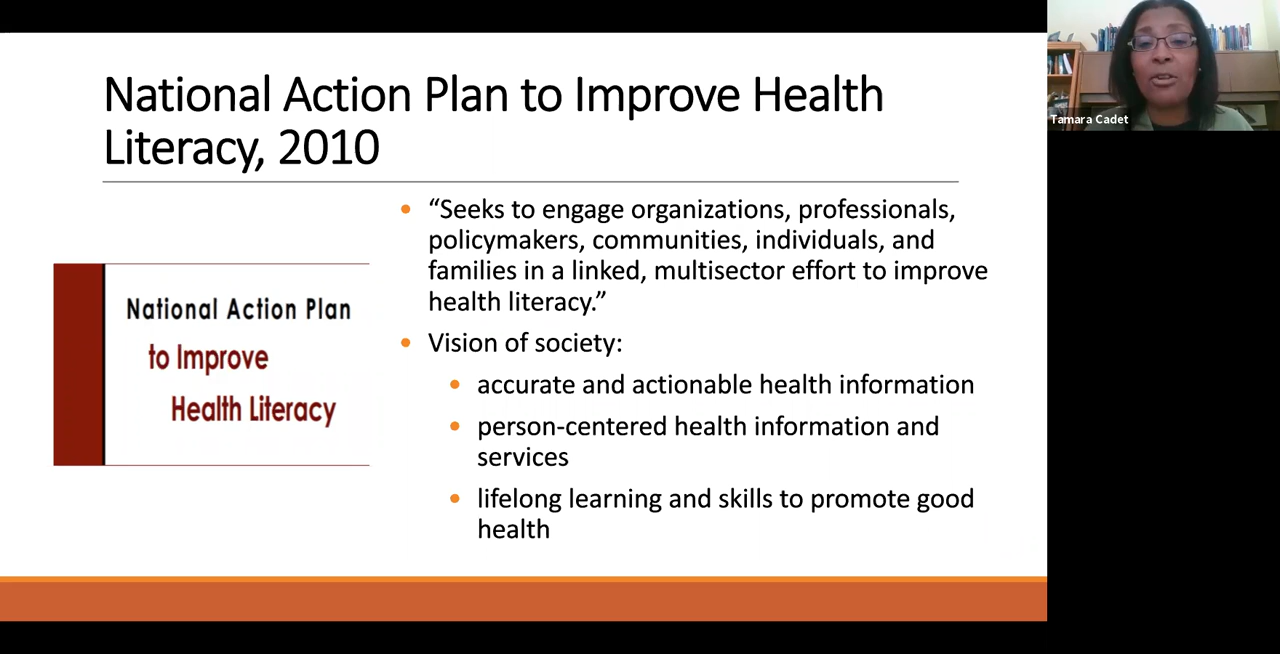 National Action Plan to Improve Health
Literacy, 2010
National Action Plan
to Improve
Health Literacy
• “Seeks to engage organizations, professionals,
policymakers, communities, individuals, and
families in a linked, multisector effort to improve
health literacy.”
• Vision of society:
• accurate and actionable health information
• person-centered health information and
services
• lifelong learning and skills to promote good
health
Tamara Cadet